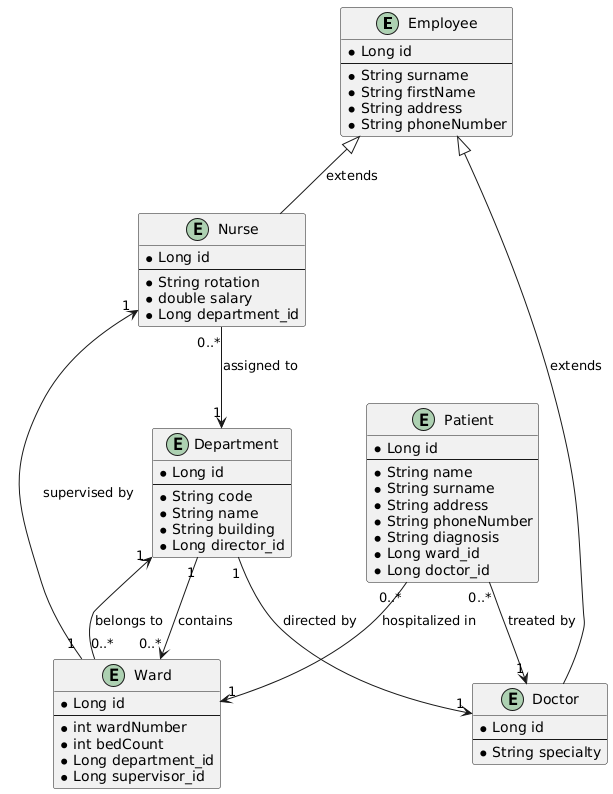 E Employee
Long id
String surname
String firstName
String address
String phoneNumber
extends
E Nurse
Long id
String rotation
double salary
Long department_id
1
0..*
assigned to
1
extends
E Department
Long id
String code
String name
String building
Long director_id
E Patient
Long id
String name
String surname
String address
String phoneNumber
String diagnosis
Long ward_id
Long doctor_id
supervised by
1
1
1
0..*
0..*
belongs to
contains
directed by
hospitalized in
treated by
1
0..*
0..*
1
1
1
E Ward
Long id
int wardNumber
int bedCount
Long department_id
Long supervisor_id
E Doctor
Long id
String specialty